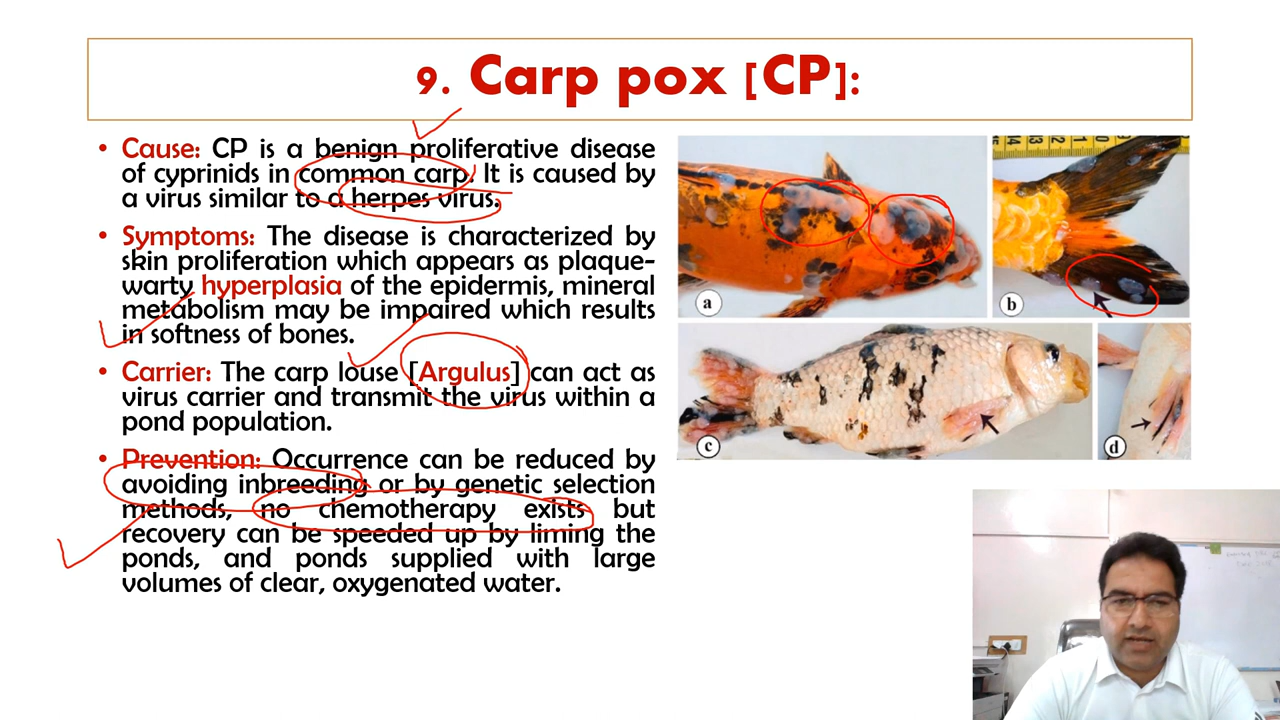 9. Carp pox [CP]:
• Cause: CP is a benign proliferative disease
of cyprinids in common carp. It is caused by
a virus similar to a herpes virus.
• Symptoms: The disease is characterized by
skin proliferation which appears as plaque-
warty hyperplasia of the epidermis, mineral
metabolism may be impaired which results
in softness of bones.
• Carrier: The carp louse [Argulus] can act as
virus carrier and transmit the virus within a
pond population.
• Prevention: Occurrence can be reduced by
avoiding inbreeding or by genetic selection
methods, no chemotherapy exists but
recovery can be speeded up by liming the
ponds, and ponds supplied with large
volumes of clear, oxygenated water.
a
b
c
d